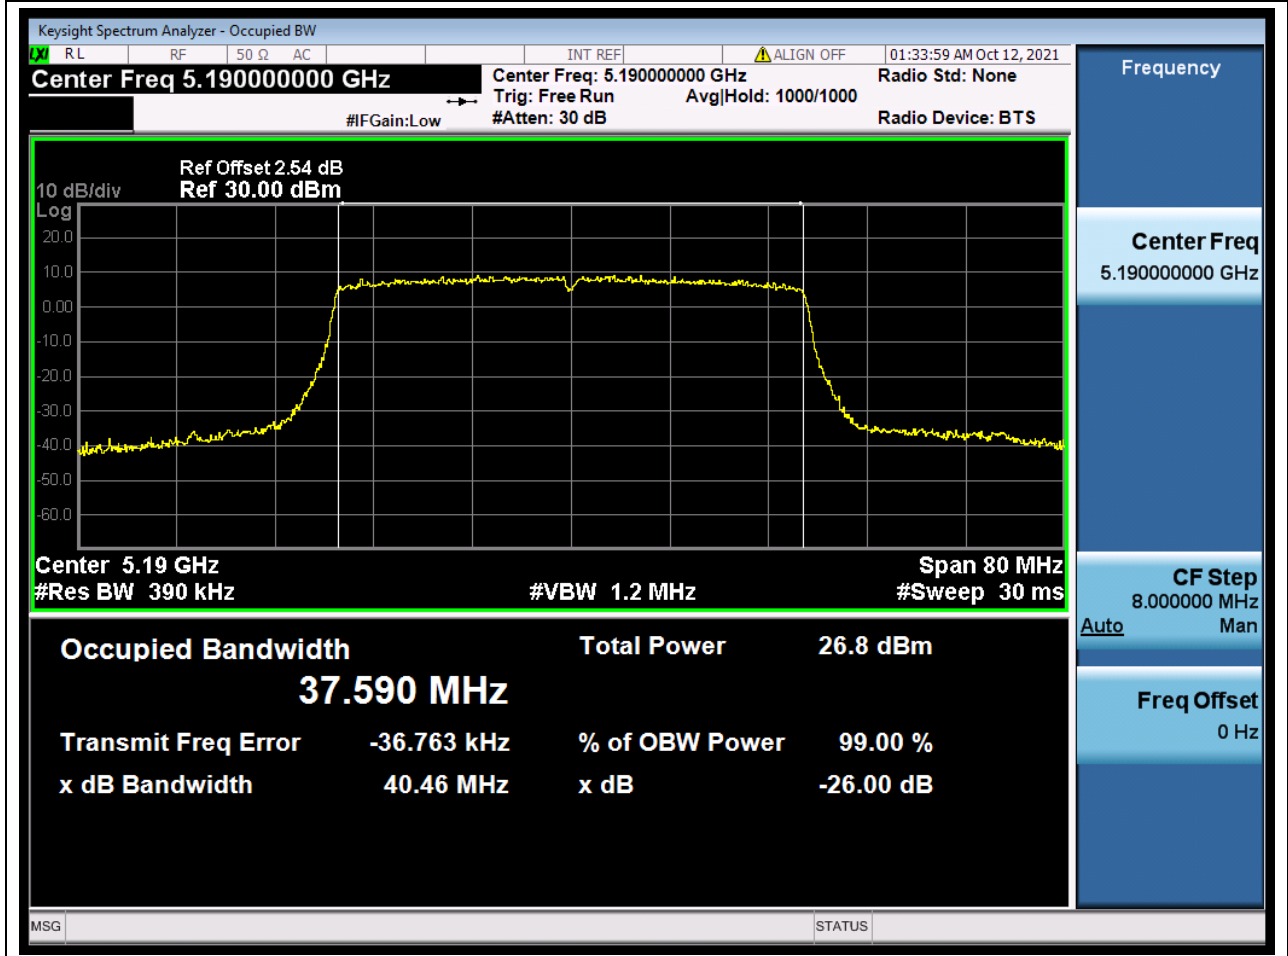 Keysight Spectrum Analyzer - Occupied BW
LXI RL RF 50 Ω AC INT REF ALIGN OFF 01:33:59 AM Oct 12, 2021
Center Freq 5.190000000 GHz Center Freq: 5.190000000 GHz Radio Std: None
Trig: Free Run Avg|Hold: 1000/1000
#IFGain:Low #Atten: 30 dB Radio Device: BTS
Ref Offset 2.54 dB
10 dB/div Ref 30.00 dBm
Log
20.0
10.0
0.00
-10.0
-20.0
-30.0
-40.0
-50.0
-60.0
Center 5.19 GHz Span 80 MHz
#Res BW 390 kHz #VBW 1.2 MHz #Sweep 30 ms
Occupied Bandwidth Total Power 26.8 dBm
37.590 MHz
Transmit Freq Error -36.763 kHz % of OBW Power 99.00 %
x dB Bandwidth 40.46 MHz x dB -26.00 dB
MSG STATUS
Frequency
Center Freq
5.190000000 GHz
CF Step
8.000000 MHz
Auto Man
Freq Offset
0 Hz